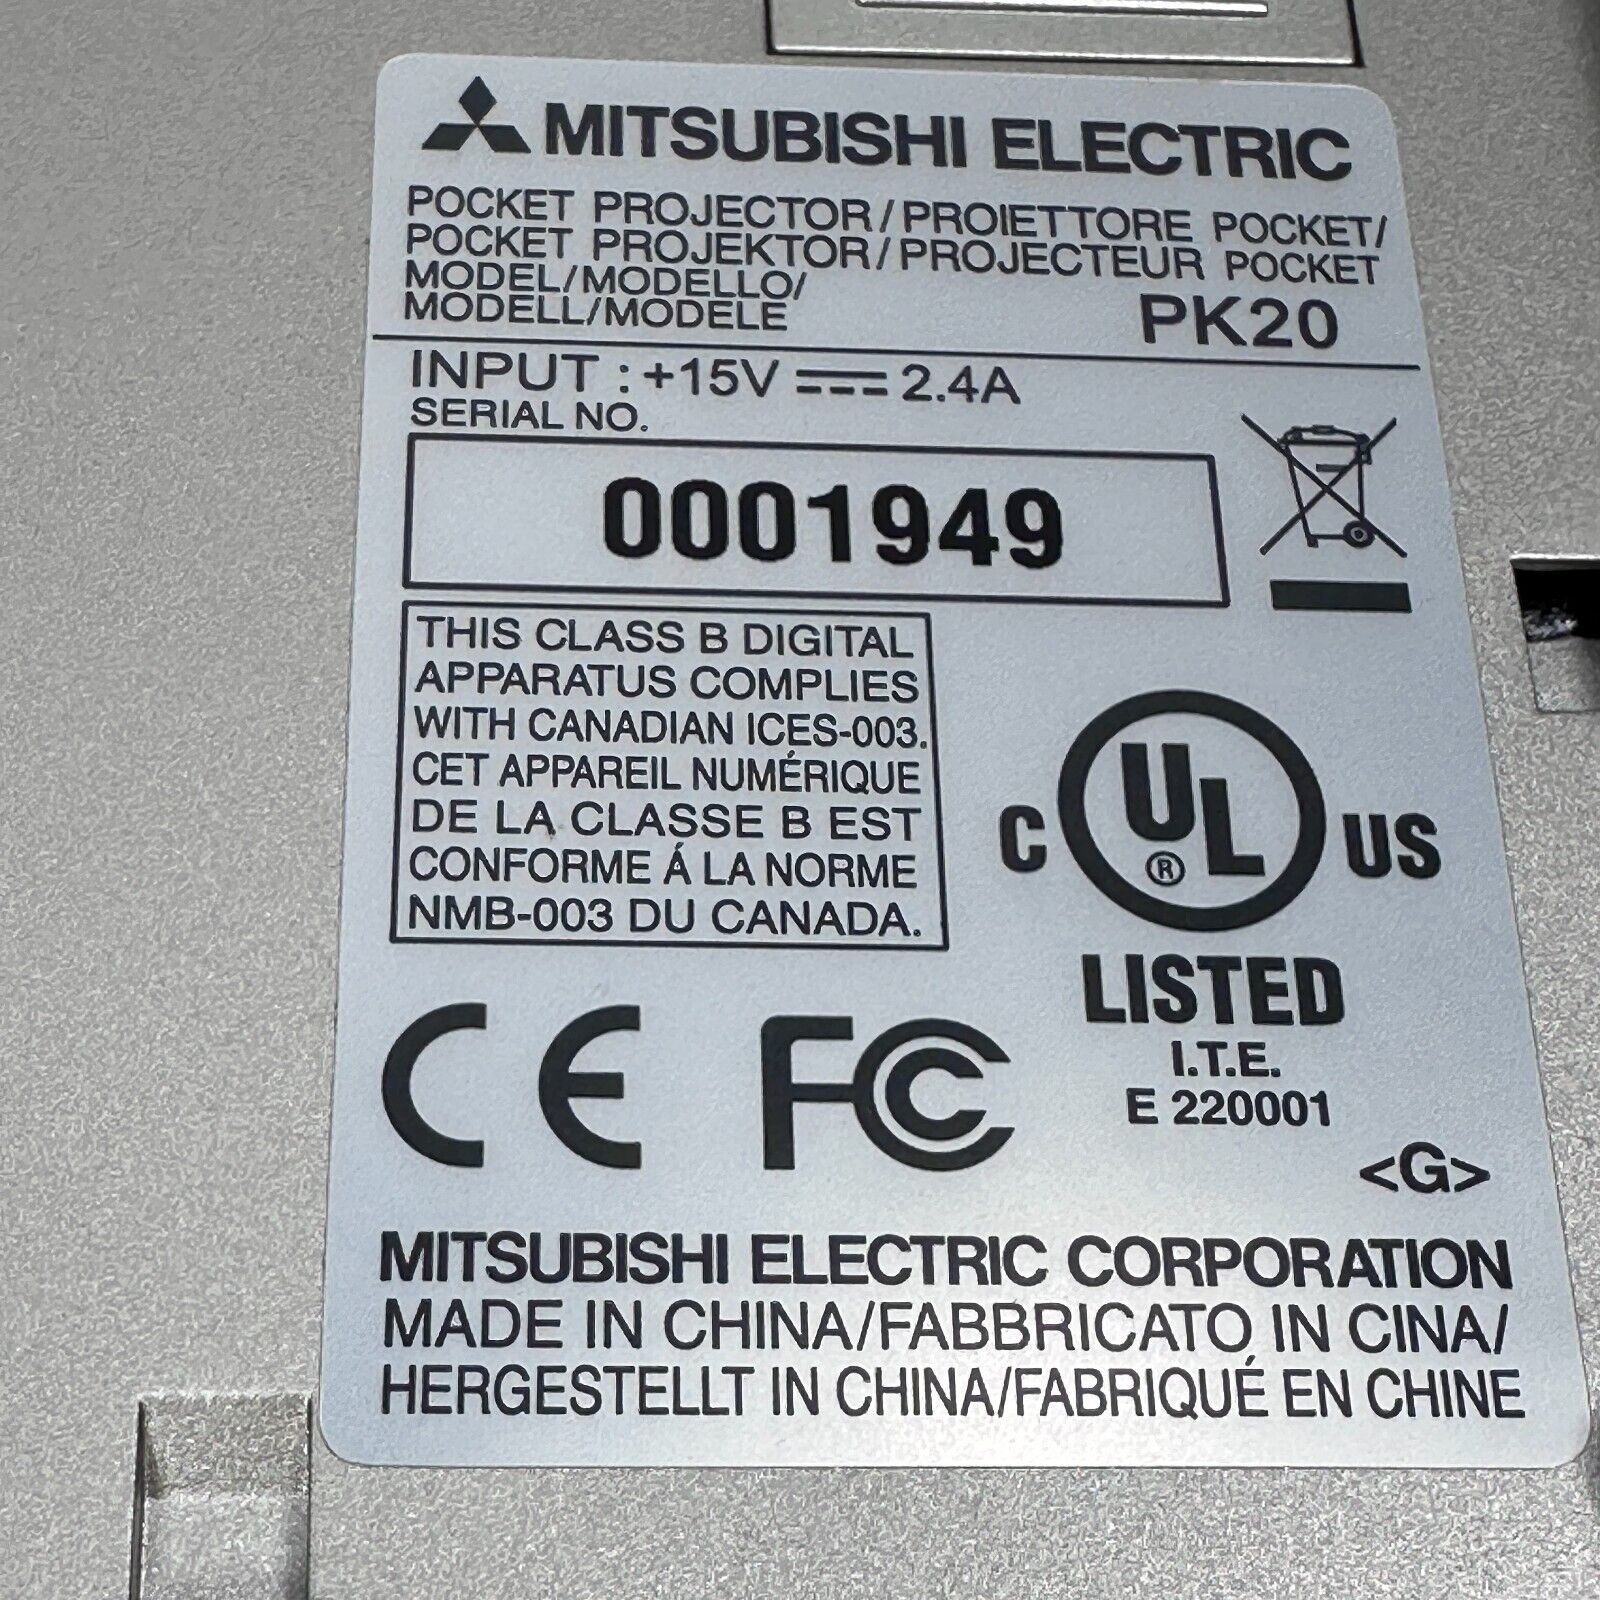 MITSUBISHI ELECTRIC
POCKET PROJECTOR/PROIETTORE POCKET/
POCKET PROJEKTOR/PROJECTEUR POCKET
MODEL/MODELLO/
MODELL/MODELE PK20
INPUT : +15V ⎓ 2.4A
SERIAL NO.
0001949
THIS CLASS B DIGITAL
APPARATUS COMPLIES
WITH CANADIAN ICES-003.
CET APPAREIL NUMÉRIQUE
DE LA CLASSE B EST
CONFORME Á LA NORME
NMB-003 DU CANADA.
C UL® US
LISTED
I.T.E.
E 220001
CE FC
<G>
MITSUBISHI ELECTRIC CORPORATION
MADE IN CHINA/FABBRICATO IN CINA/
HERGESTELLT IN CHINA/FABRIQUÉ EN CHINE